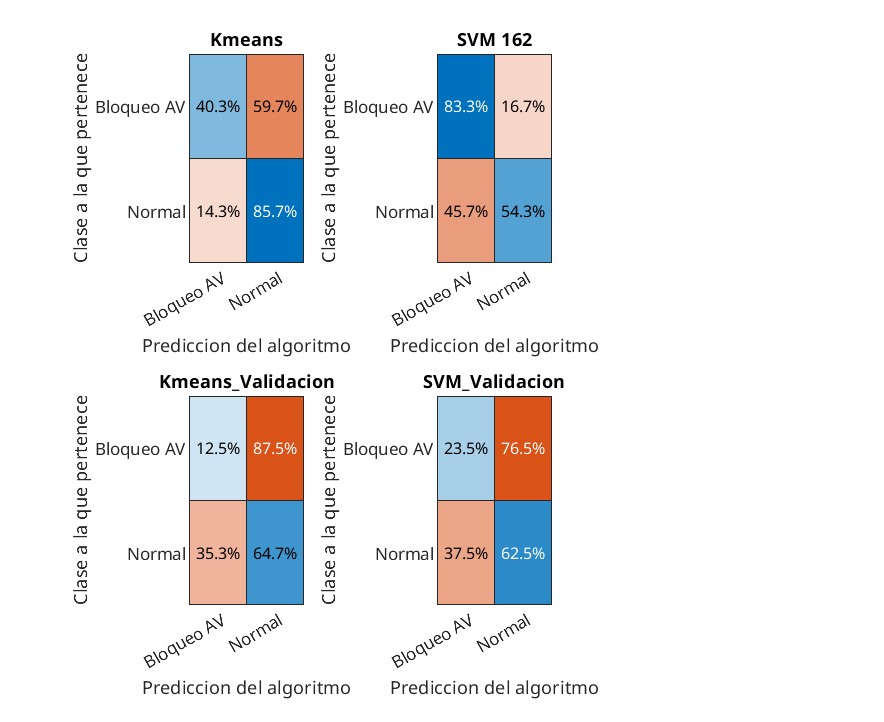 Kmeans
Clase a la que pertenece
Bloqueo AV
40.3% 59.7%
Normal
14.3% 85.7%
Bloqueo AV
Normal
Prediccion del algoritmo
SVM 162
Clase a la que pertenece
Bloqueo AV
83.3% 16.7%
Normal
45.7% 54.3%
Bloqueo AV
Normal
Prediccion del algoritmo
Kmeans_Validacion
Clase a la que pertenece
Bloqueo AV
12.5% 87.5%
Normal
35.3% 64.7%
Bloqueo AV
Normal
Prediccion del algoritmo
SVM_Validacion
Clase a la que pertenece
Bloqueo AV
23.5% 76.5%
Normal
37.5% 62.5%
Bloqueo AV
Normal
Prediccion del algoritmo